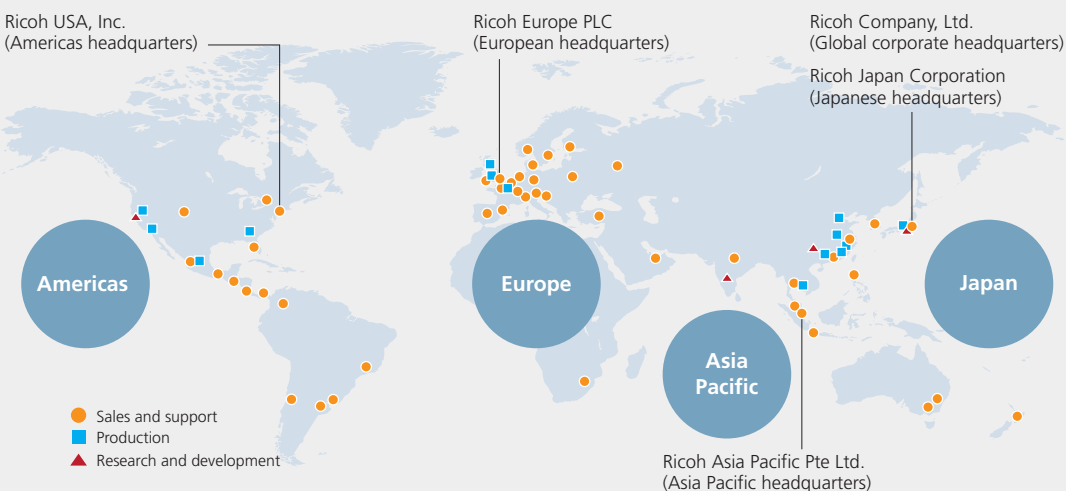 Ricoh USA, Inc.
(Americas headquarters)
Ricoh Europe PLC
(European headquarters)
Ricoh Company, Ltd.
(Global corporate headquarters)
Ricoh Japan Corporation
(Japanese headquarters)
Americas
Europe
Japan
Asia
Pacific
Sales and support
Production
Research and development
Ricoh Asia Pacific Pte Ltd.
(Asia Pacific headquarters)